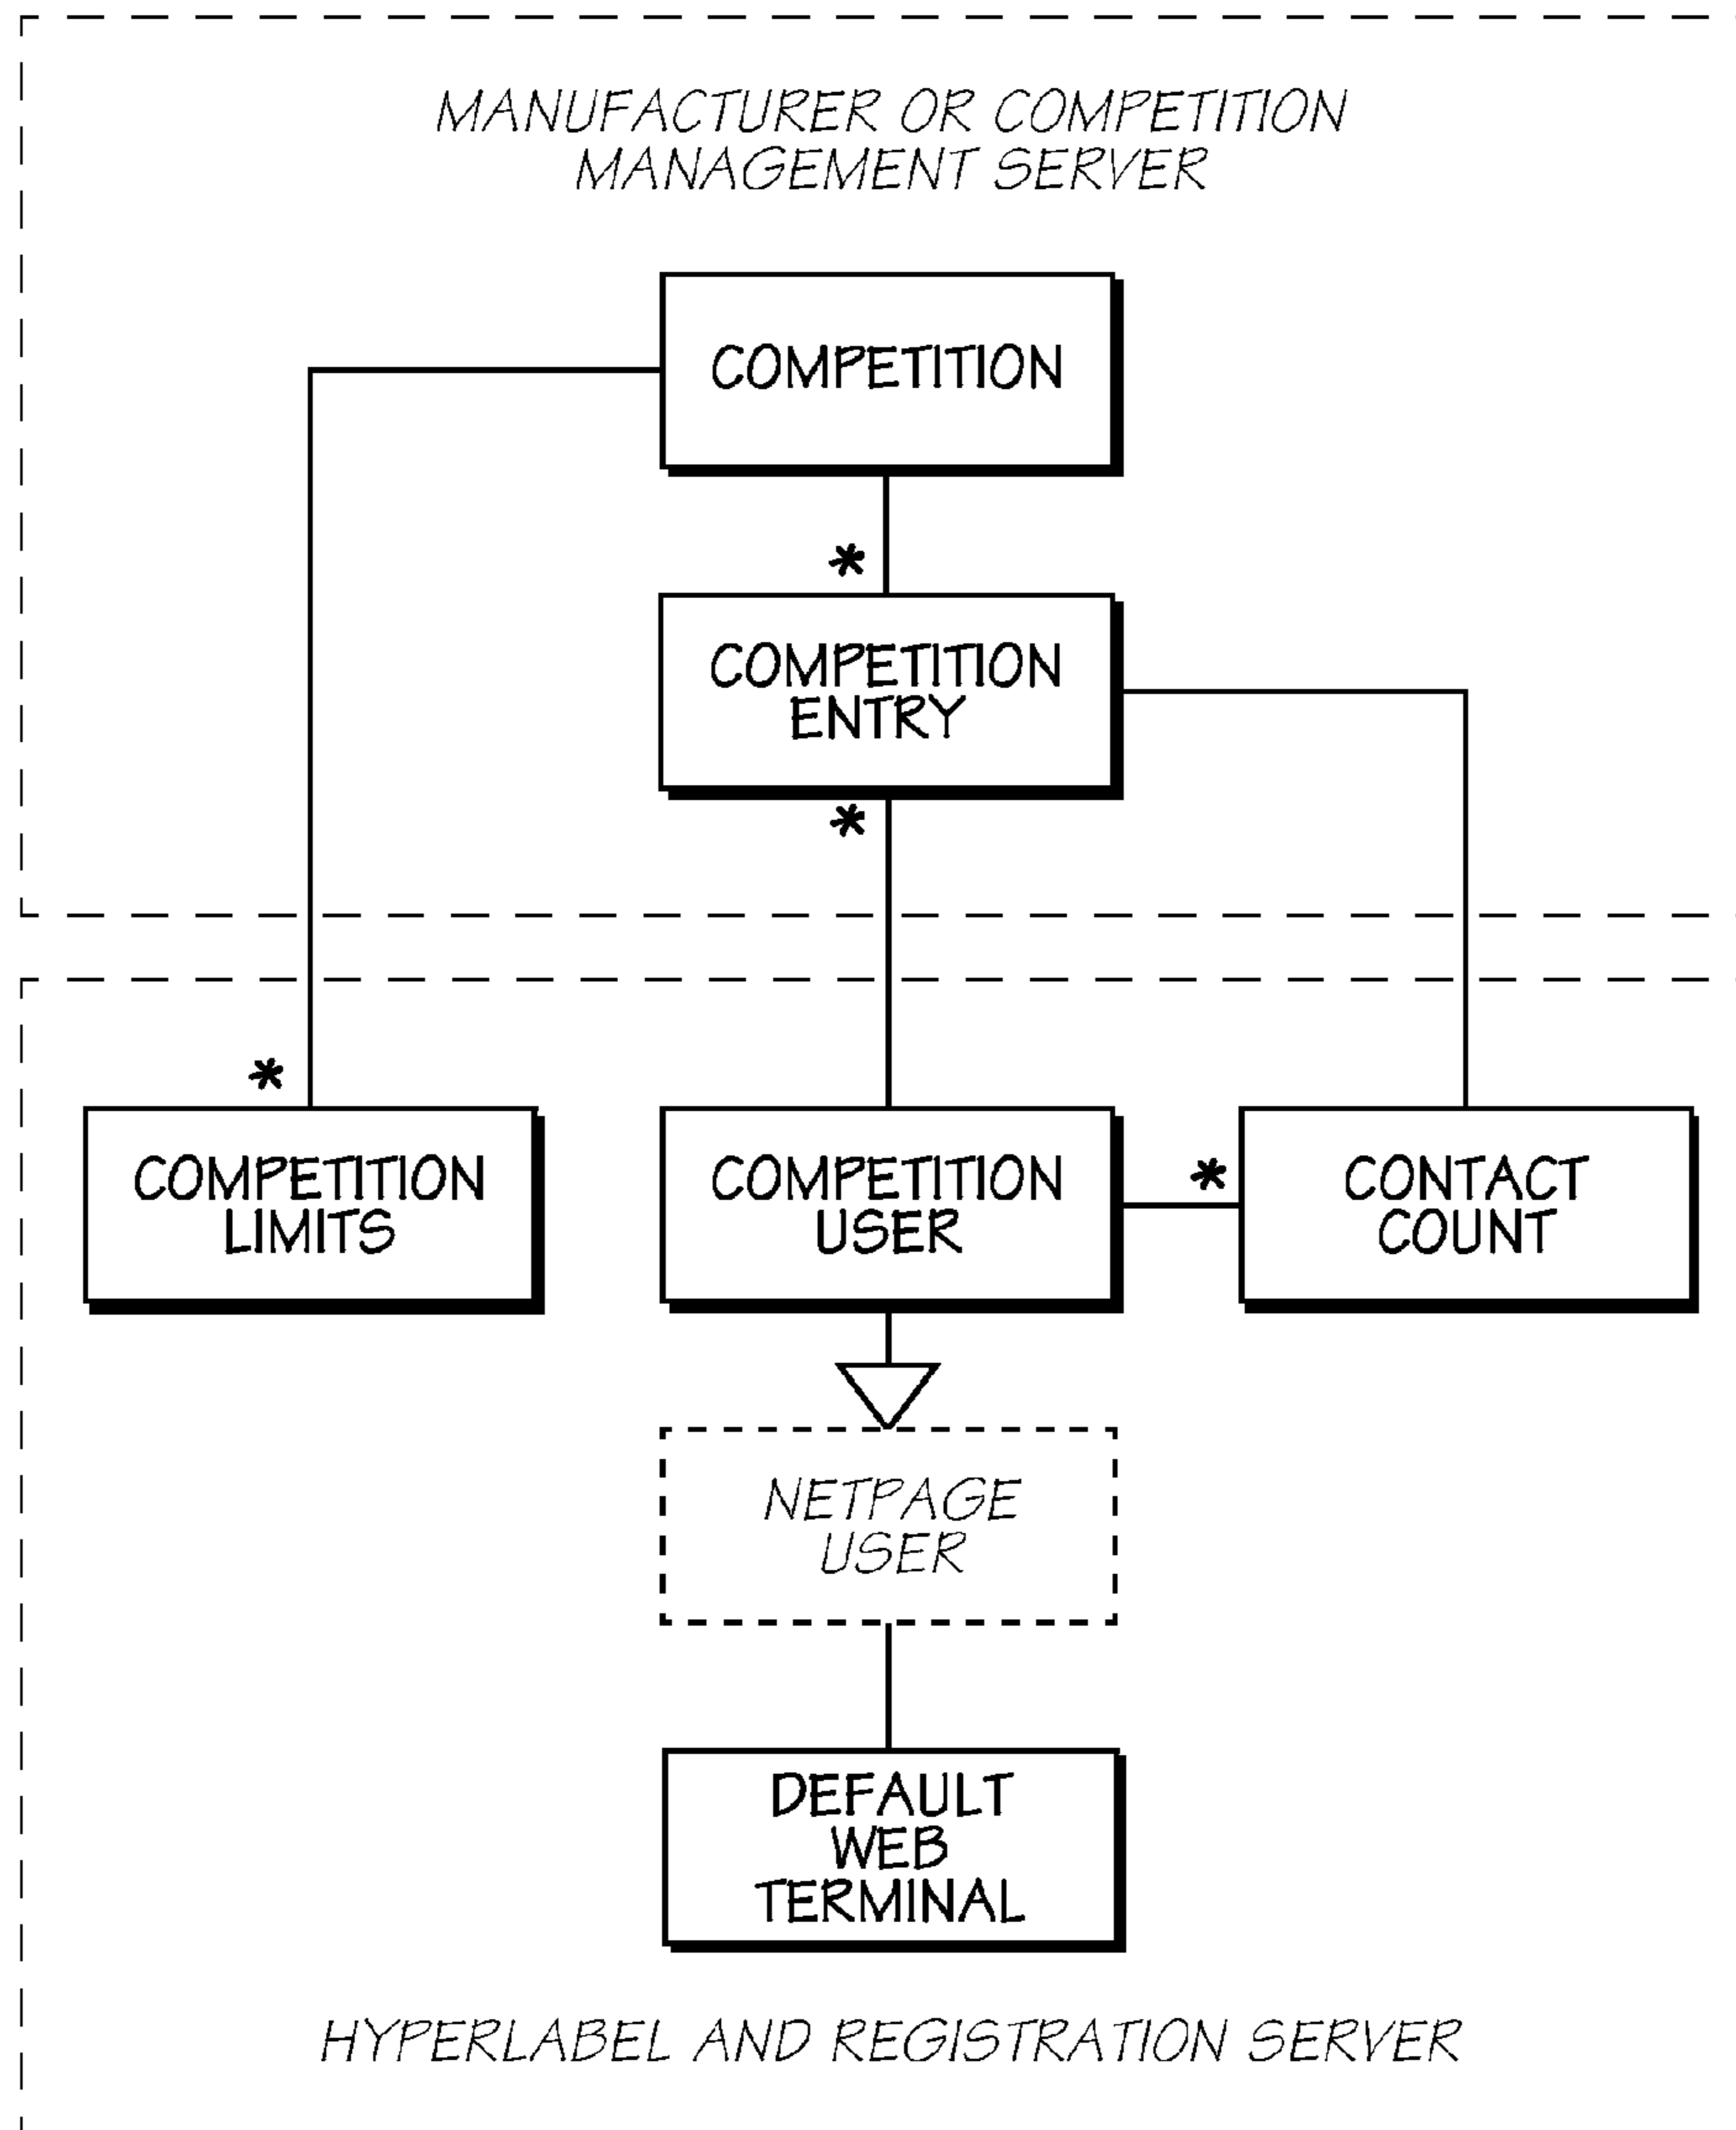 MANUFACTURER OR COMPETITION
MANAGEMENT SERVER
COMPETITION
*
COMPETITION
ENTRY
*
*
COMPETITION
LIMITS
COMPETITION
USER
*
CONTACT
COUNT
NETPAGE
USER
DEFAULT
WEB
TERMINAL
HYPERLABEL AND REGISTRATION SERVER